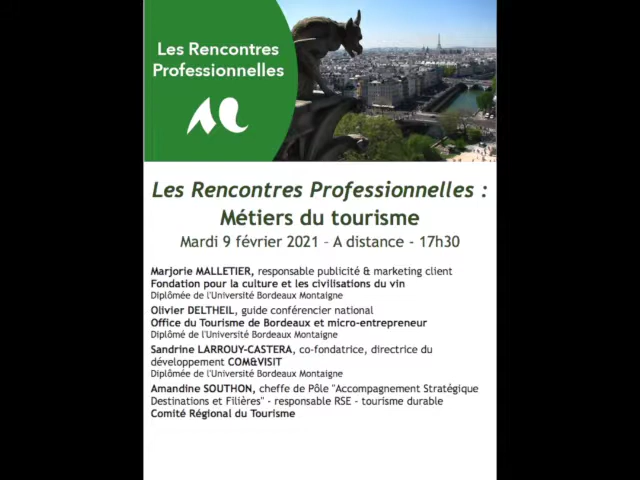 Les Rencontres
Professionnelles
Les Rencontres Professionnelles :
Métiers du tourisme
Mardi 9 février 2021 – A distance - 17h30
Marjorie MALLETIER, responsable publicité & marketing client
Fondation pour la culture et les civilisations du vin
Diplômée de l'Université Bordeaux Montaigne
Olivier DELTHEIL, guide conférencier national
Office du Tourisme de Bordeaux et micro-entrepreneur
Diplômé de l'Université Bordeaux Montaigne
Sandrine LARROUY-CASTERA, co-fondatrice, directrice du
développement COM&VISIT
Diplômée de l'Université Bordeaux Montaigne
Amandine SOUTHON, cheffe de Pôle "Accompagnement Stratégique
Destinations et Filières" - responsable RSE - tourisme durable
Comité Régional du Tourisme